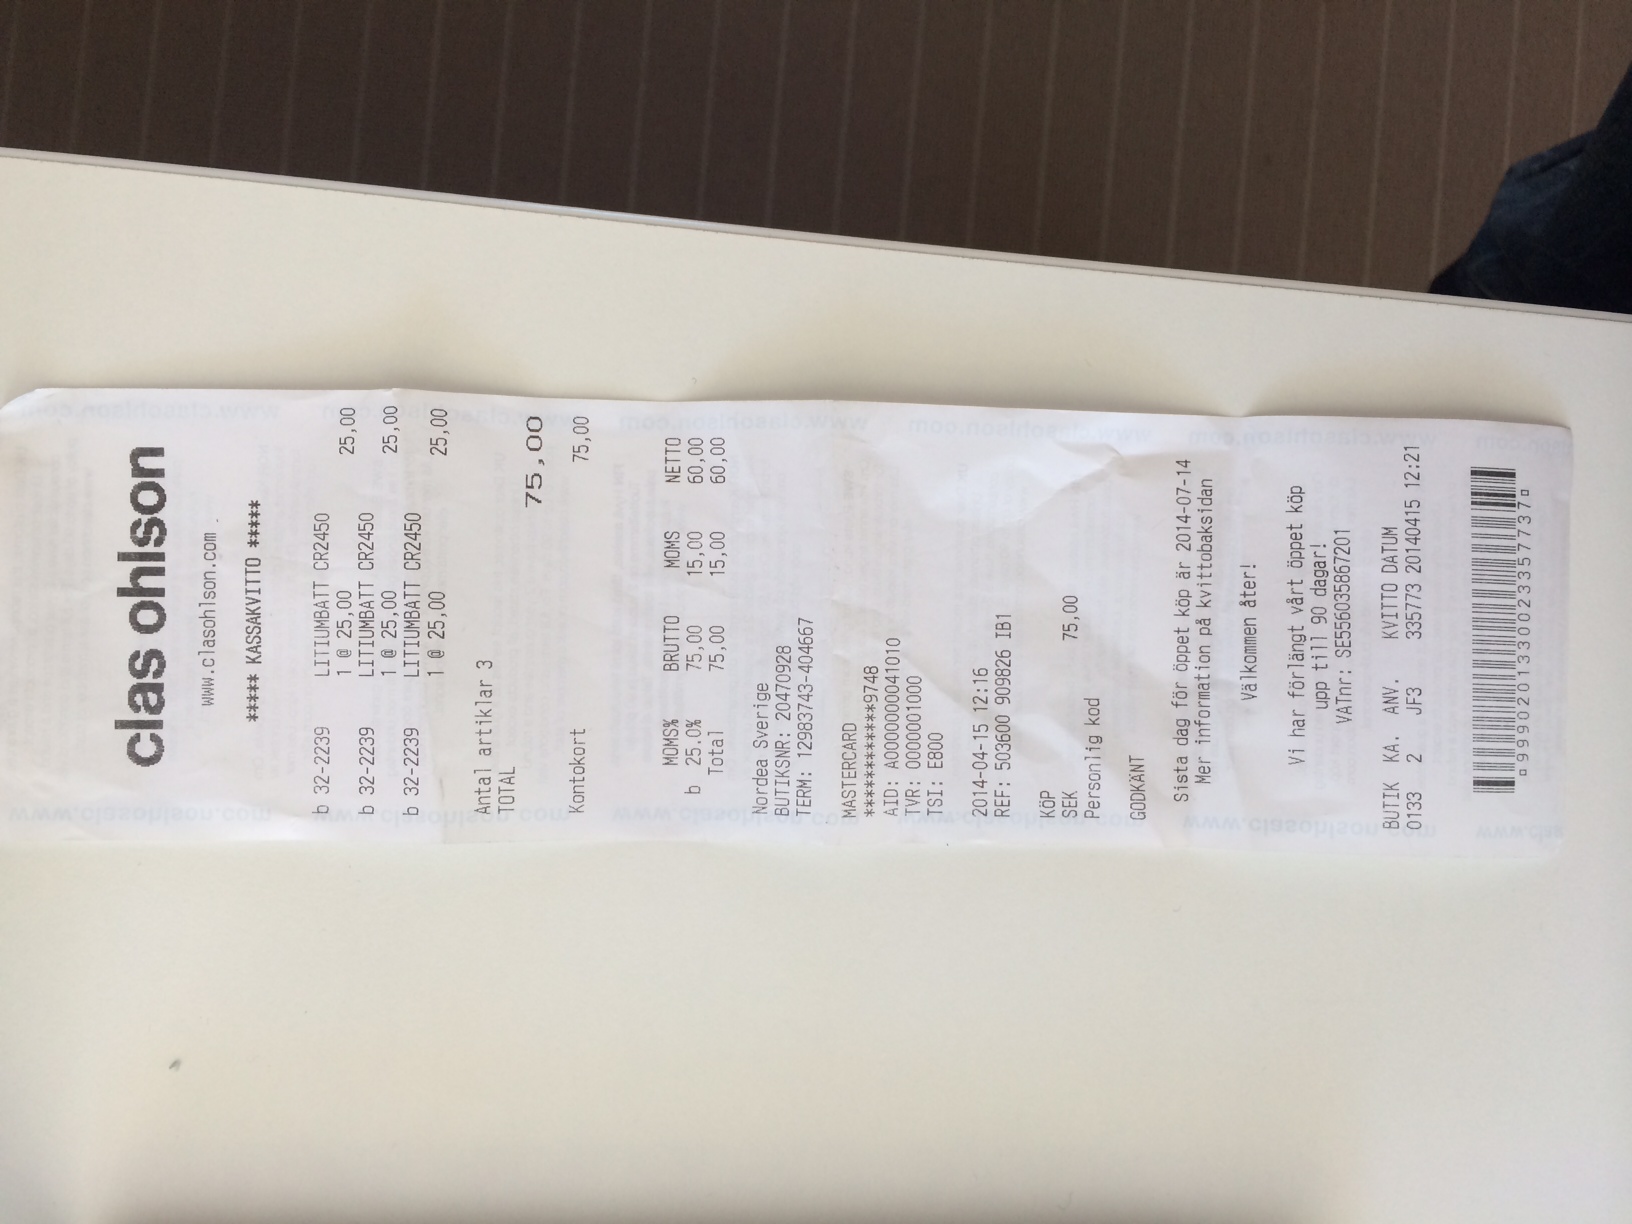 clas ohlson
www.clasohlson.com
***** KASSAKVITTO *****
b 32-2239 LITIUMBATT CR2450
1 @ 25,00 25,00
b 32-2239 LITIUMBATT CR2450
1 @ 25,00 25,00
b 32-2239 LITIUMBATT CR2450
1 @ 25,00 25,00
Antal artiklar 3
TOTAL
75,00
Kontokort 75,00
MOMS% BRUTTO MOMS NETTO
b 25.0% 75,00 15,00 60,00
Total 75,00 15,00 60,00
Nordea Sverige
BUTIKSNR: 20470928
TERM: 12983743-404667
MASTERCARD
************9748
AID: A0000000041010
TVR: 0000001000
TSI: E800
2014-04-15 12:16
REF: 503600 909826 IB1
KÖP
SEK 75,00
Personlig kod
GODKÄNT
Sista dag för öppet köp är 2014-07-14
Mer information på kvittobaksidan
Välkommen åter!
Vi har förlängt vårt öppet köp
upp till 90 dagar!
VATnr: SE556035867201
BUTIK KA. ANV. KVITTO DATUM
0133 2 JF3 335773 20140415 12:21
9990201330023357737